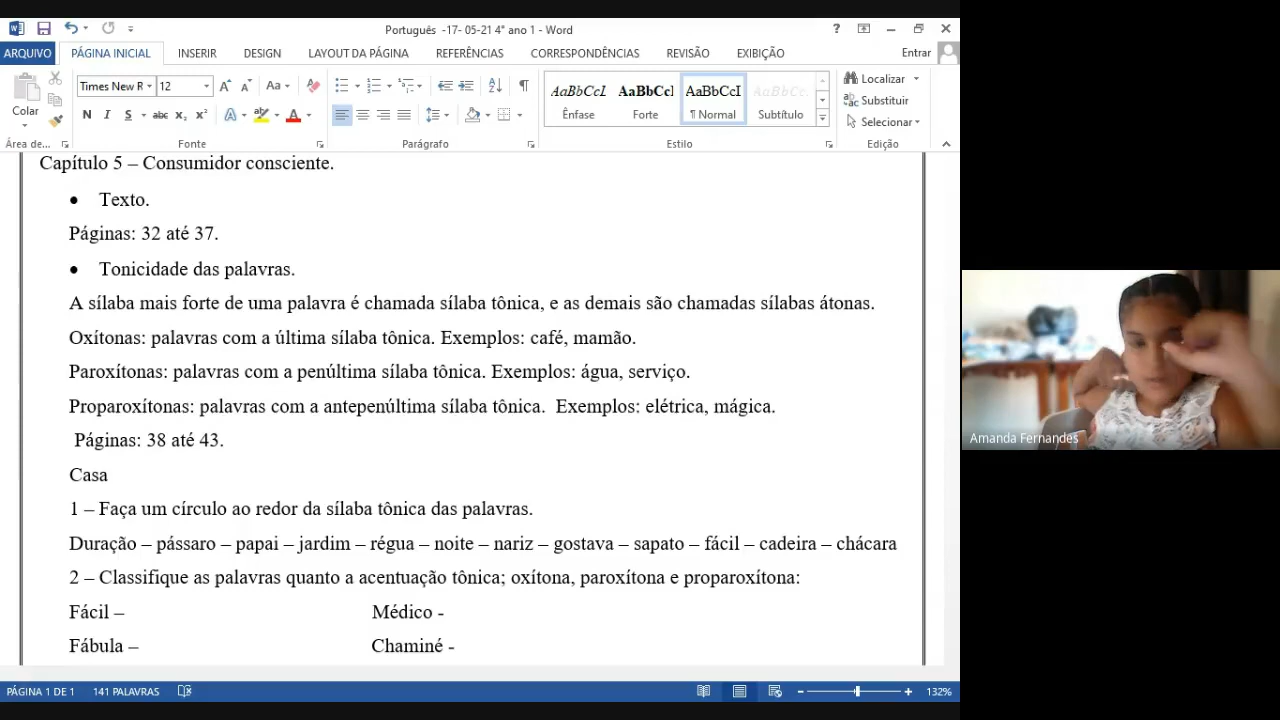 Português -17- 05-21 4° ano 1 - Word
ARQUIVO PÁGINA INICIAL INSERIR DESIGN LAYOUT DA PÁGINA REFERÊNCIAS CORRESPONDÊNCIAS REVISÃO EXIBIÇÃO Entrar
Colar
Times New R 12
N I S abc x₂ x² A A
Aa
AaBbCcI AaBbCcl AaBbCcI AaBbCc
Ênfase Forte ¶ Normal Subtítulo
Localizar
Substituir
Selecionar
Área de... Fonte Parágrafo Estilo Edição
Capítulo 5 – Consumidor consciente.
• Texto.
Páginas: 32 até 37.
• Tonicidade das palavras.
A sílaba mais forte de uma palavra é chamada sílaba tônica, e as demais são chamadas sílabas átonas.
Oxítonas: palavras com a última sílaba tônica. Exemplos: café, mamão.
Paroxítonas: palavras com a penúltima sílaba tônica. Exemplos: água, serviço.
Proparoxítonas: palavras com a antepenúltima sílaba tônica.  Exemplos: elétrica, mágica.
Páginas: 38 até 43.
Casa
1 – Faça um círculo ao redor da sílaba tônica das palavras.
Duração – pássaro – papai – jardim – régua – noite – nariz – gostava – sapato – fácil – cadeira – chácara
2 – Classifique as palavras quanto a acentuação tônica; oxítona, paroxítona e proparoxítona:
Fácil – Médico -
Fábula – Chaminé -
PÁGINA 1 DE 1 141 PALAVRAS 132%
Amanda Fernandes